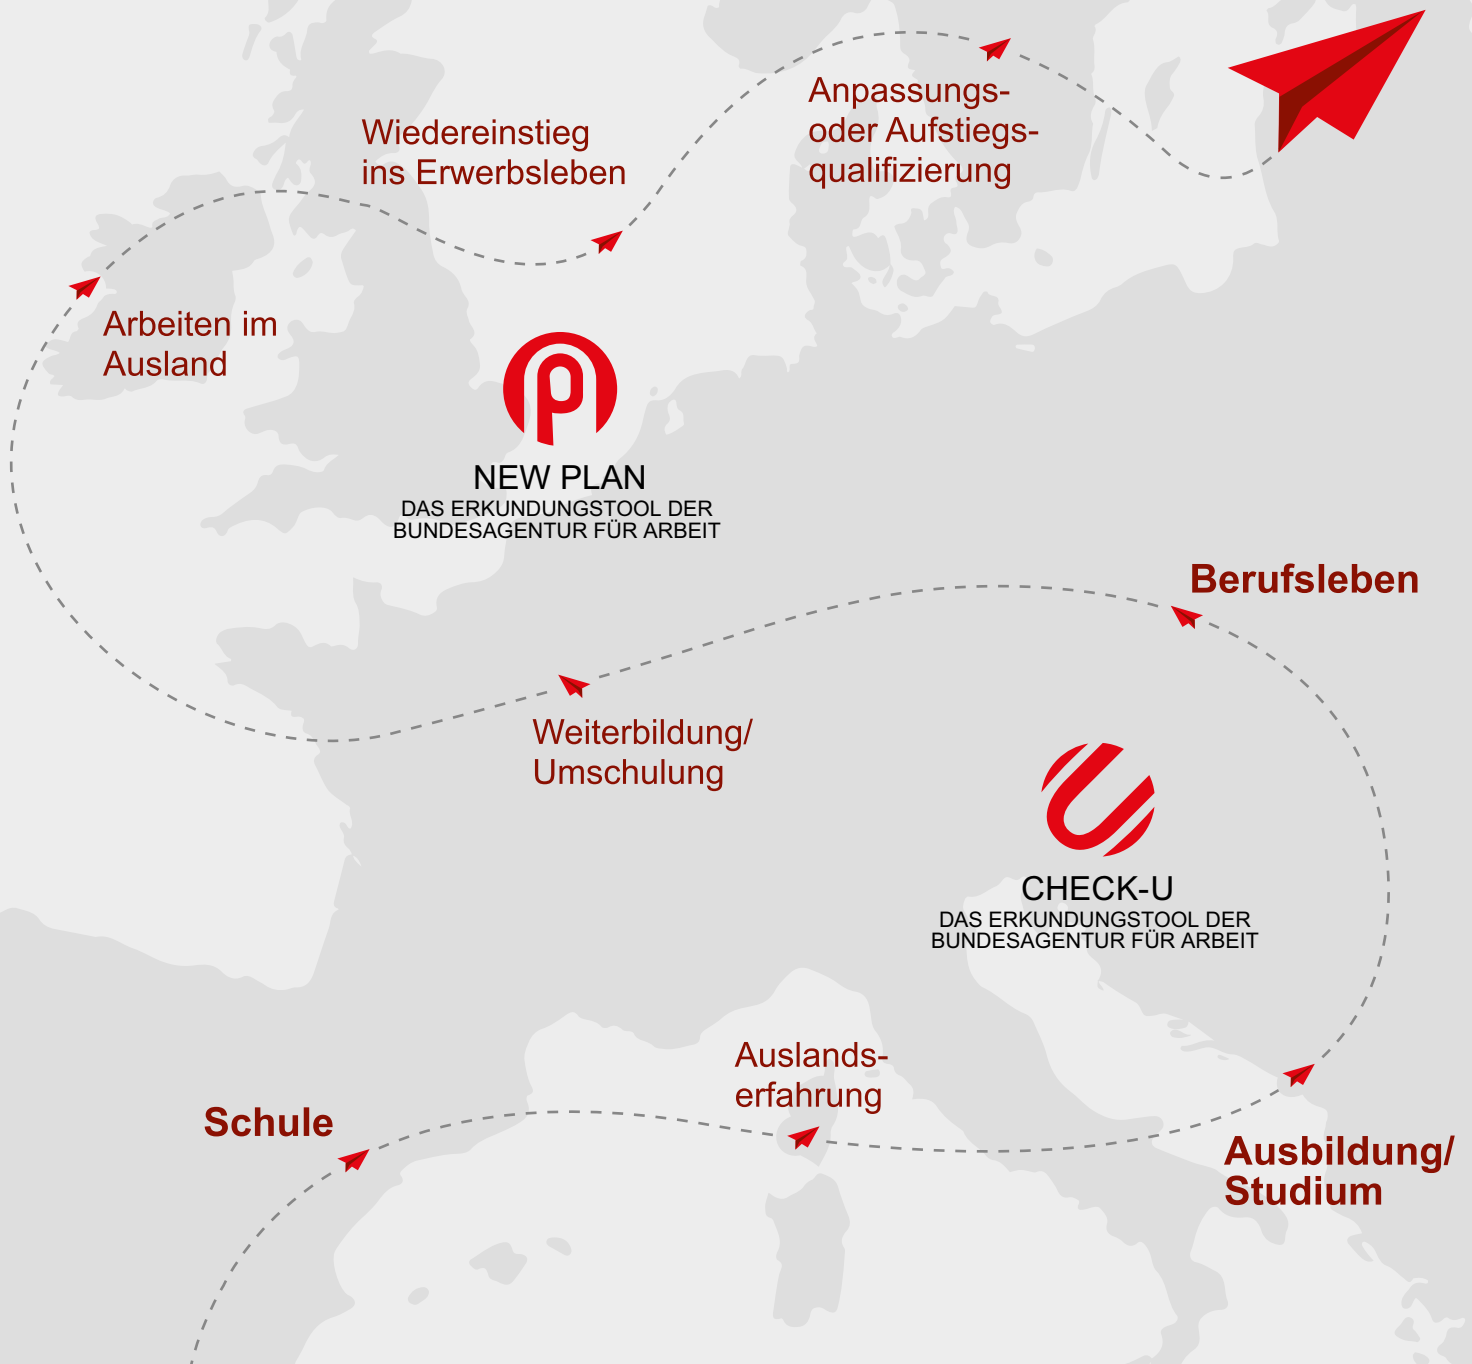 Anpassungs-
oder Aufstiegs-
qualifizierung
Wiedereinstieg
ins Erwerbsleben
Arbeiten im
Ausland
NEW PLAN
DAS ERKUNDUNGSTOOL DER
BUNDESAGENTUR FÜR ARBEIT
Berufsleben
Weiterbildung/
Umschulung
CHECK-U
DAS ERKUNDUNGSTOOL DER
BUNDESAGENTUR FÜR ARBEIT
Auslands-
erfahrung
Schule
Ausbildung/
Studium